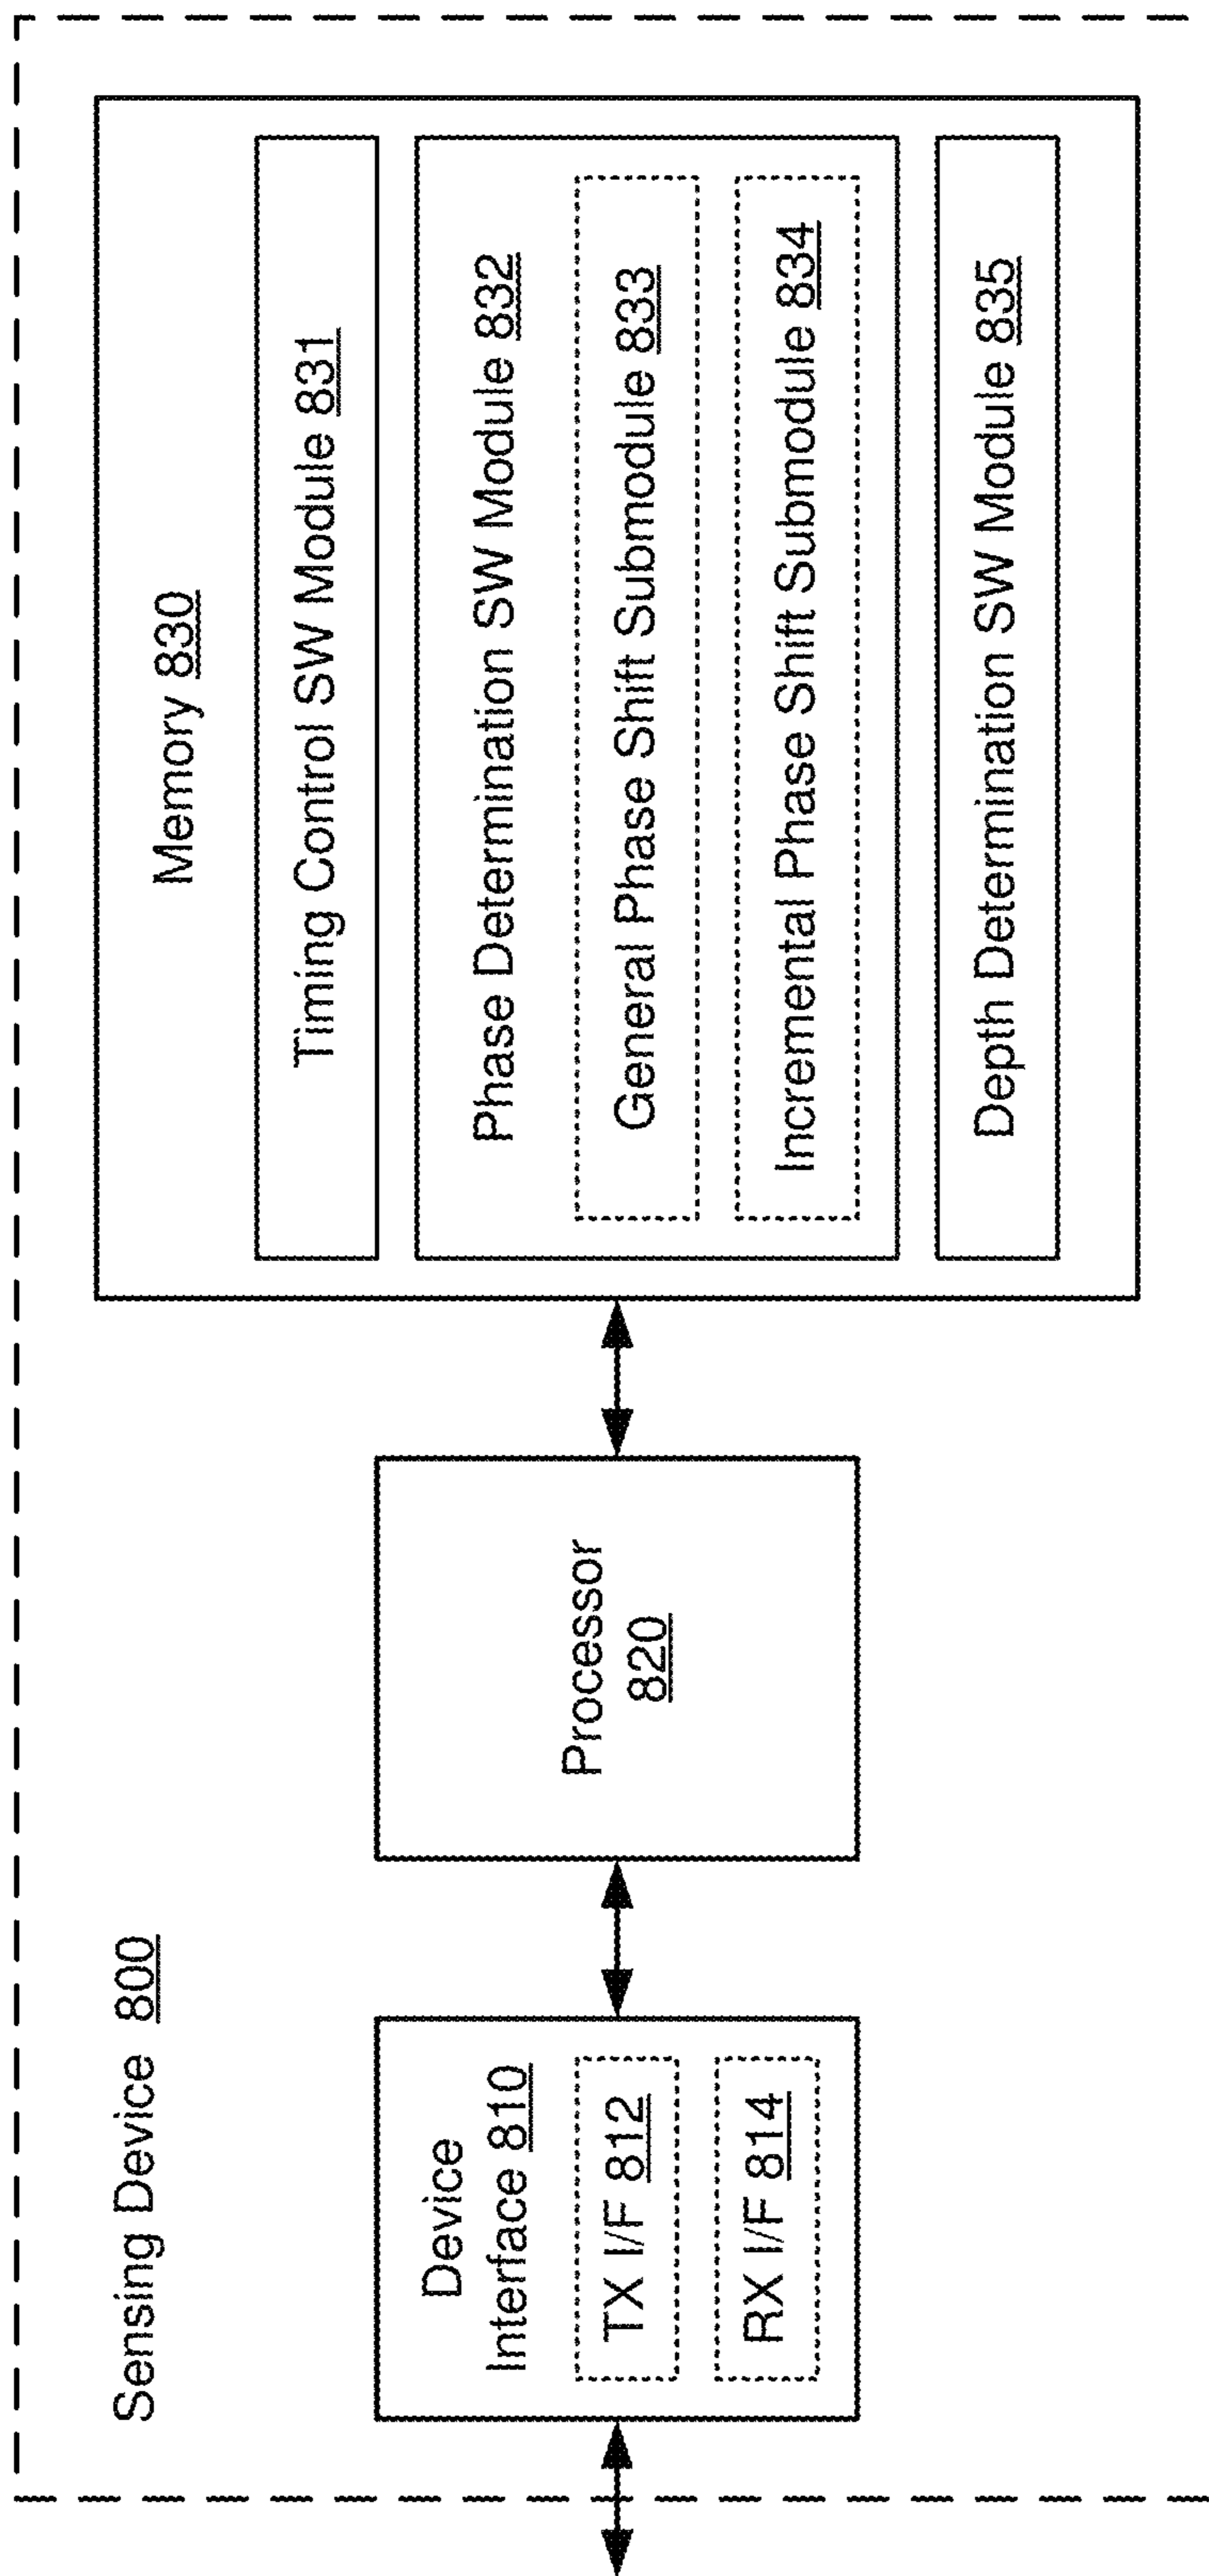 Sensing Device 800
Device
Interface 810
TX I/F 812
RX I/F 814
Processor
820
Memory 830
Timing Control SW Module 831
Phase Determination SW Module 832
General Phase Shift Submodule 833
Incremental Phase Shift Submodule 834
Depth Determination SW Module 835